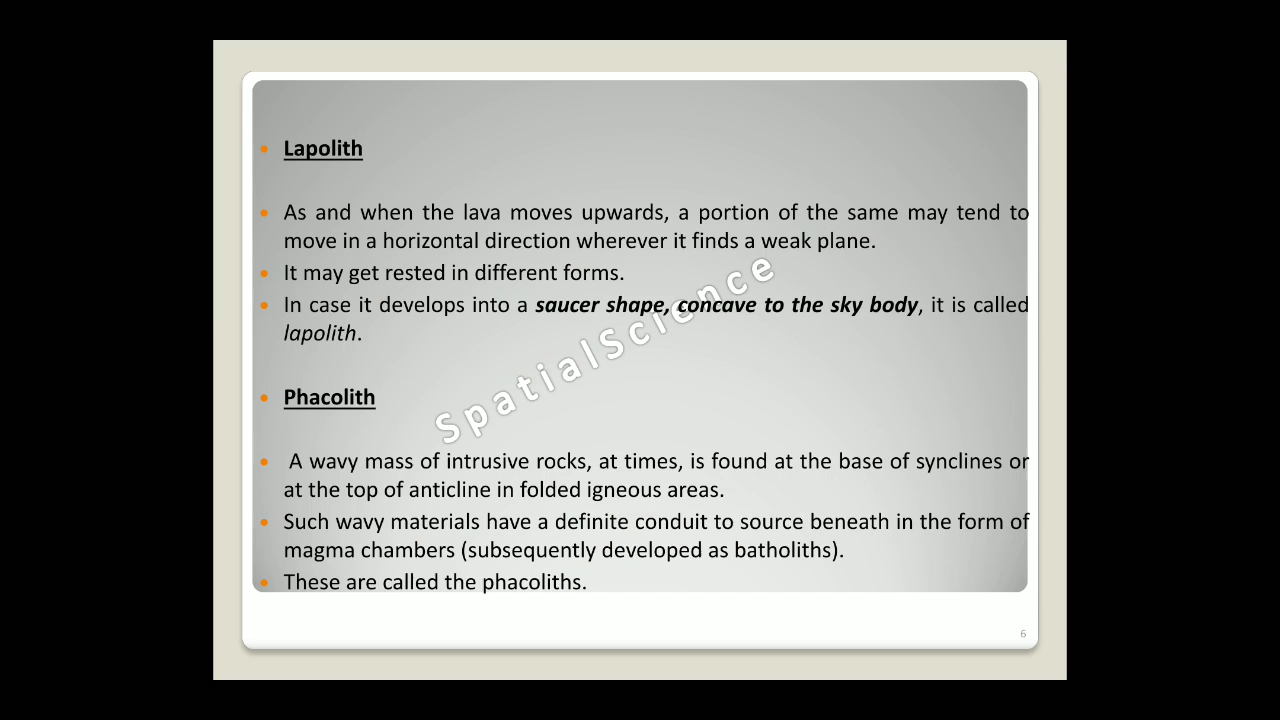 Lapolith
As and when the lava moves upwards, a portion of the same may tend to
move in a horizontal direction wherever it finds a weak plane.
It may get rested in different forms.
In case it develops into a saucer shape, concave to the sky body, it is called
lapolith.
SpatialScience
Phacolith
A wavy mass of intrusive rocks, at times, is found at the base of synclines or
at the top of anticline in folded igneous areas.
Such wavy materials have a definite conduit to source beneath in the form of
magma chambers (subsequently developed as batholiths).
These are called the phacoliths.
6